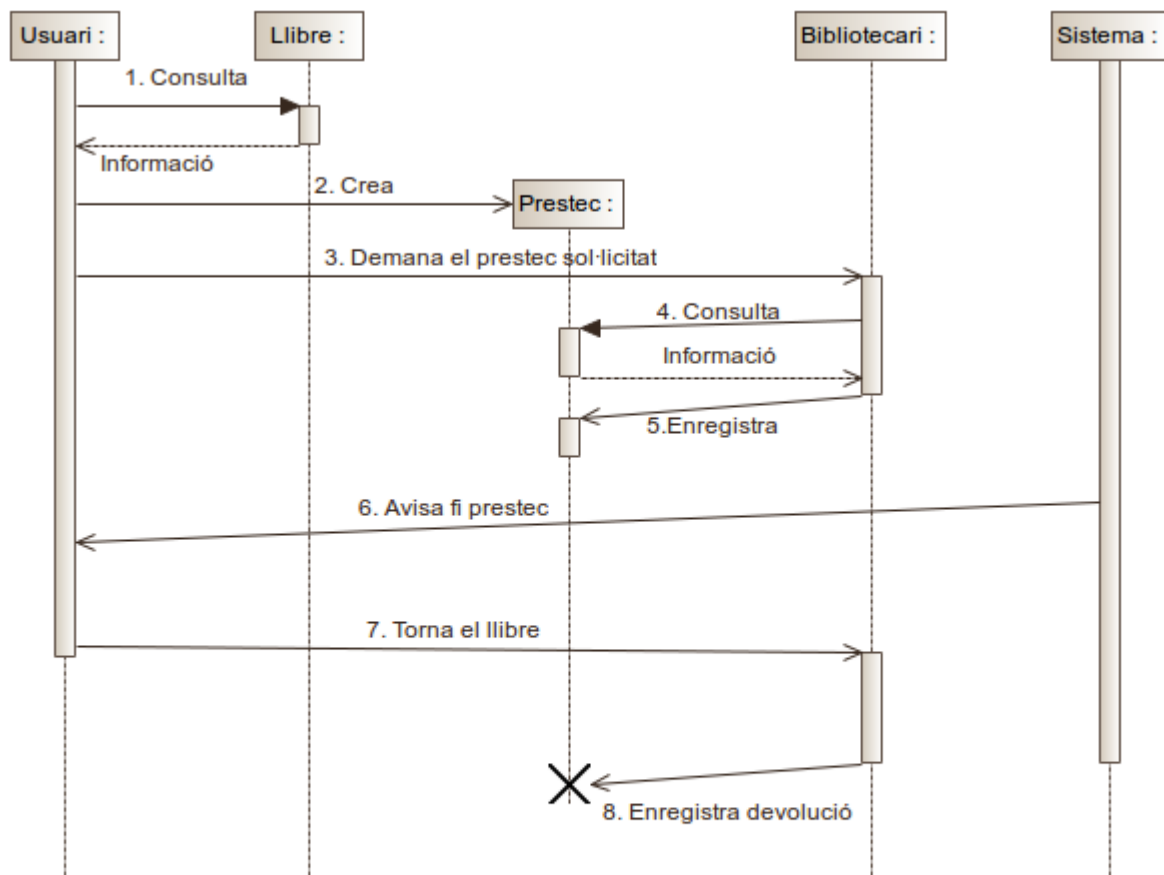 Usuari :
Llibre :
Bibliotecari :
Sistema :
1. Consulta
Informació
2. Crea
Prestec :
3. Demana el prestec sol·licitat
4. Consulta
Informació
5.Enregistra
6. Avisa fi prestec
7. Torna el llibre
8. Enregistra devolució